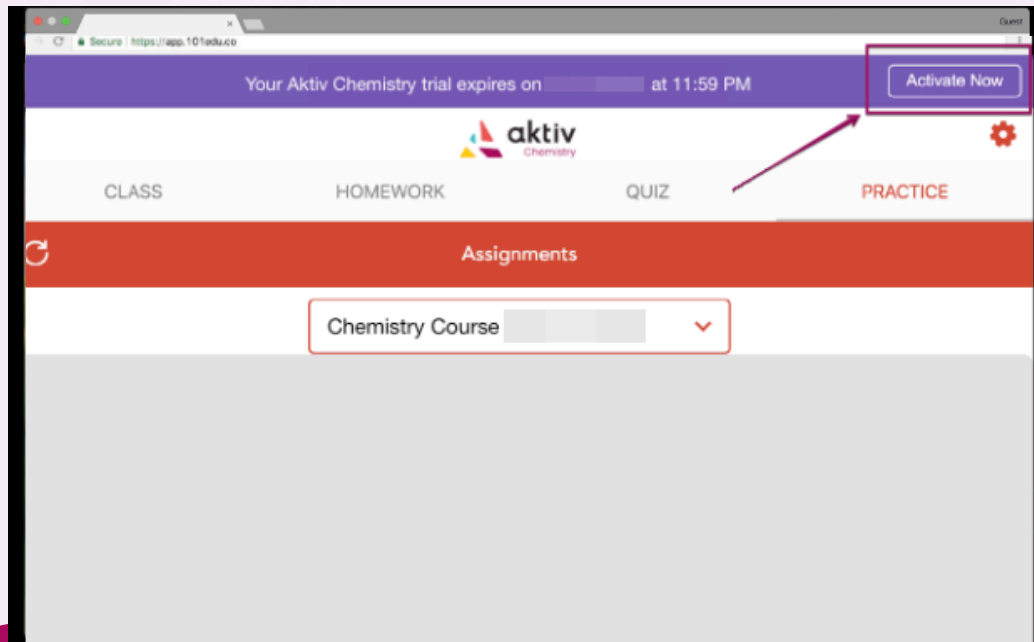 Guest
Secure | https://app.101edu.co
Your Aktiv Chemistry trial expires on at 11:59 PM
Activate Now
aktiv
Chemistry
CLASS HOMEWORK QUIZ PRACTICE
Assignments
Chemistry Course